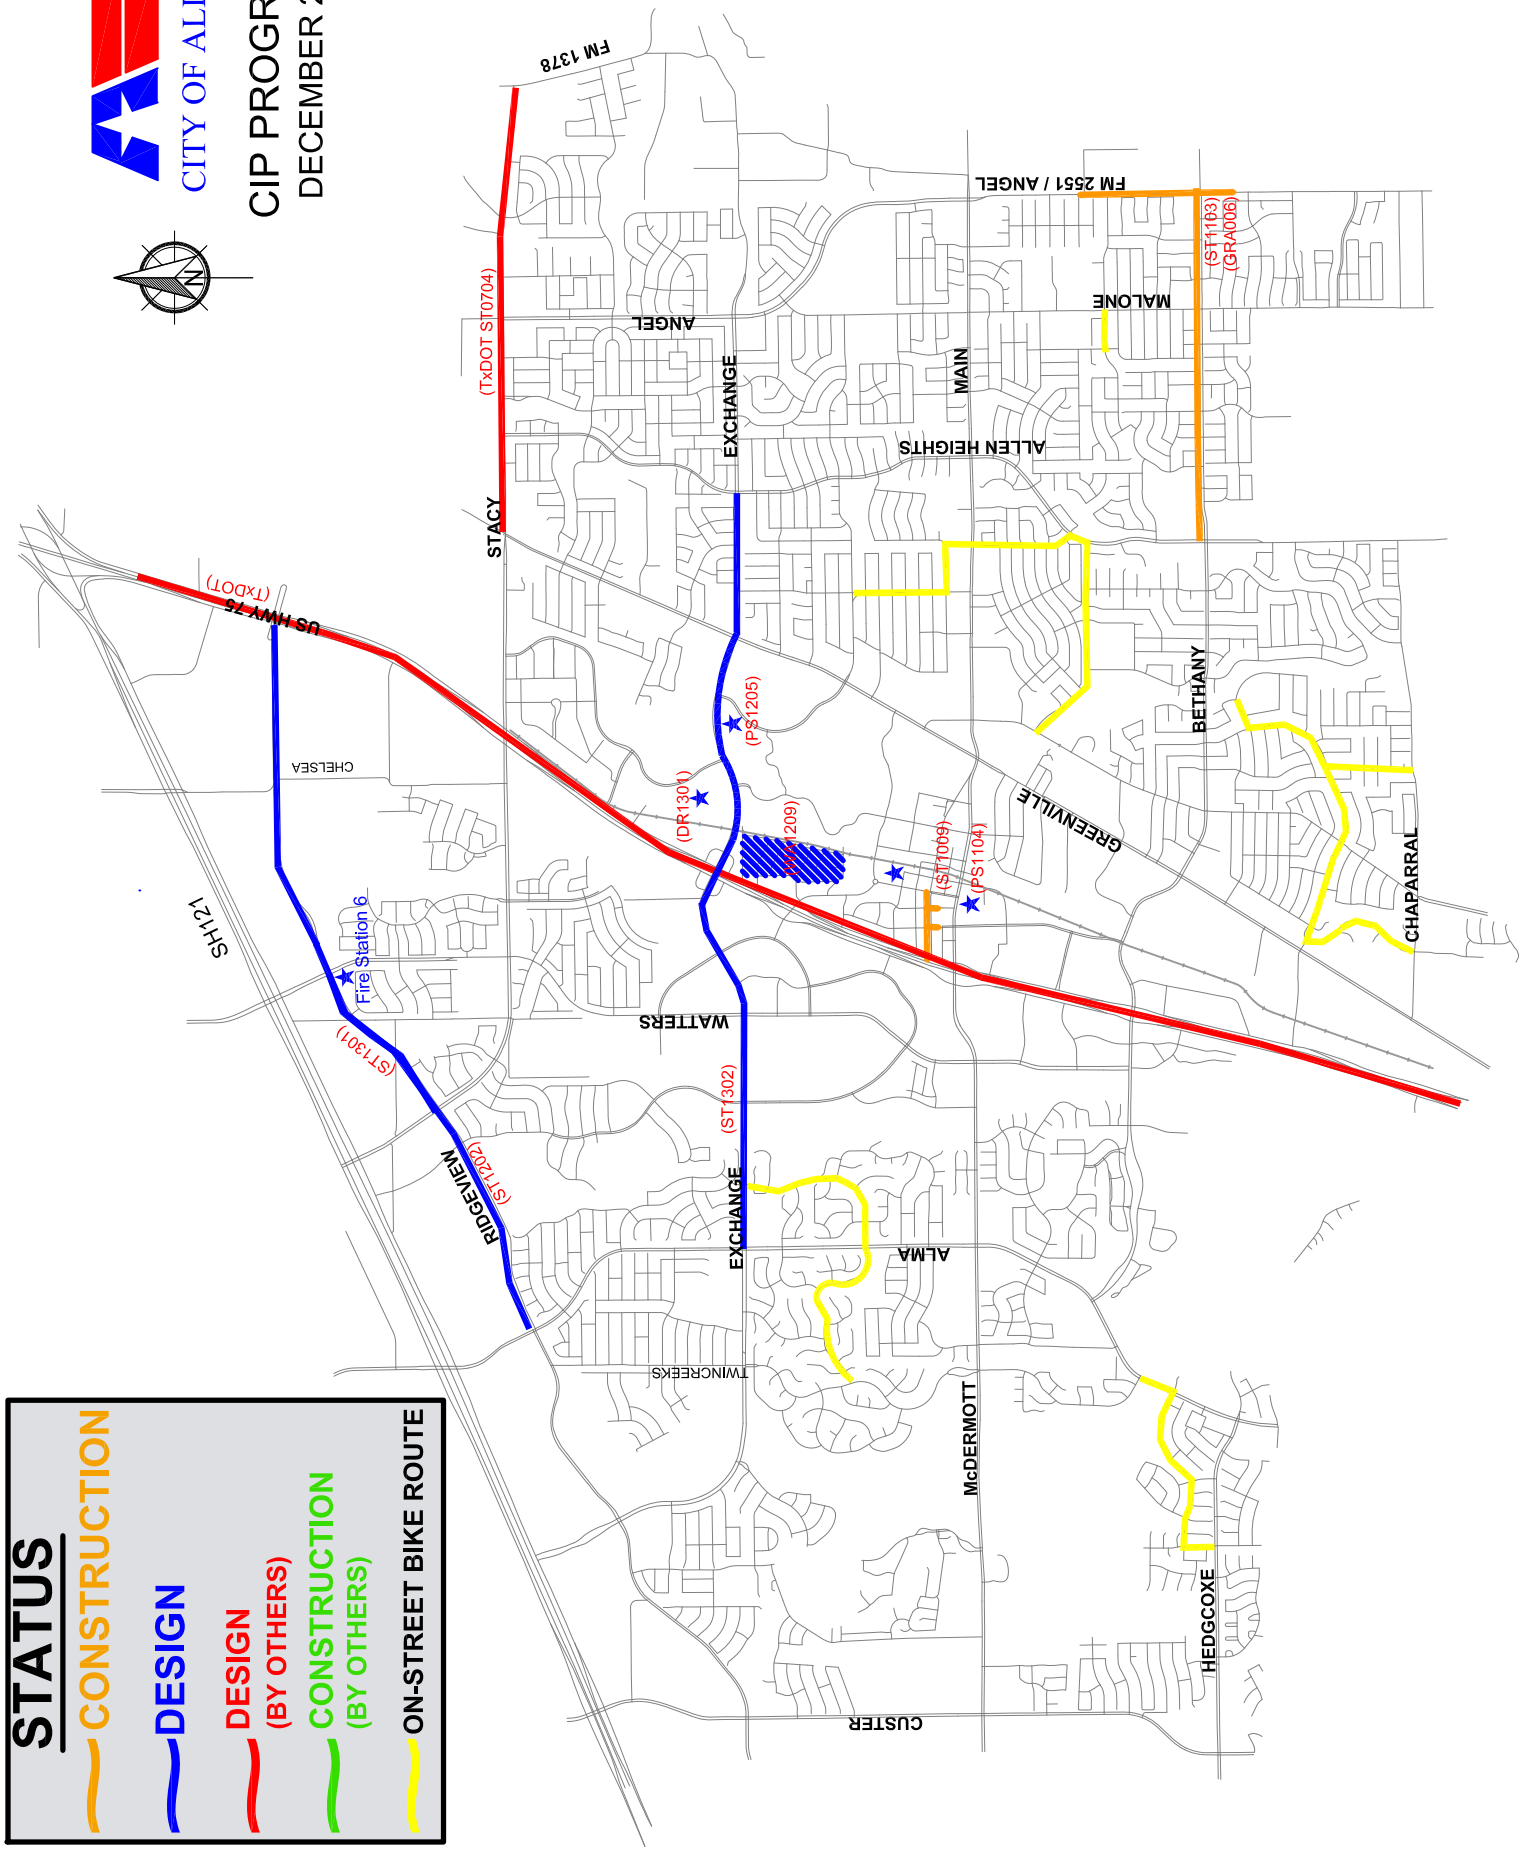 STATUS
CONSTRUCTION
DESIGN
DESIGN
(BY OTHERS)
CONSTRUCTION
(BY OTHERS)
ON-STREET BIKE ROUTE
CITY OF
CIP
DECEMBER
N
SH121
FM 1378
US HWY 75
(TxDOT)
CHELSEA
Fire Station 6
(ST1301)
RIDGEVIEW
(ST1202)
STACY
(TxDOT ST0704)
ANGEL
EXCHANGE
EXCHANGE
(ST1302)
WATTERS
(DR1301)
(PS1205)
(ST1009)
(PS1104)
TWINCREEKS
ALMA
McDERMOTT
MAIN
ALLEN HEIGHTS
FM 2551 / ANGEL
MALONE
(ST1103)
(GRA006)
BETHANY
GREENVILLE
CHAPARRAL
HEDGCOXE
CUSTER